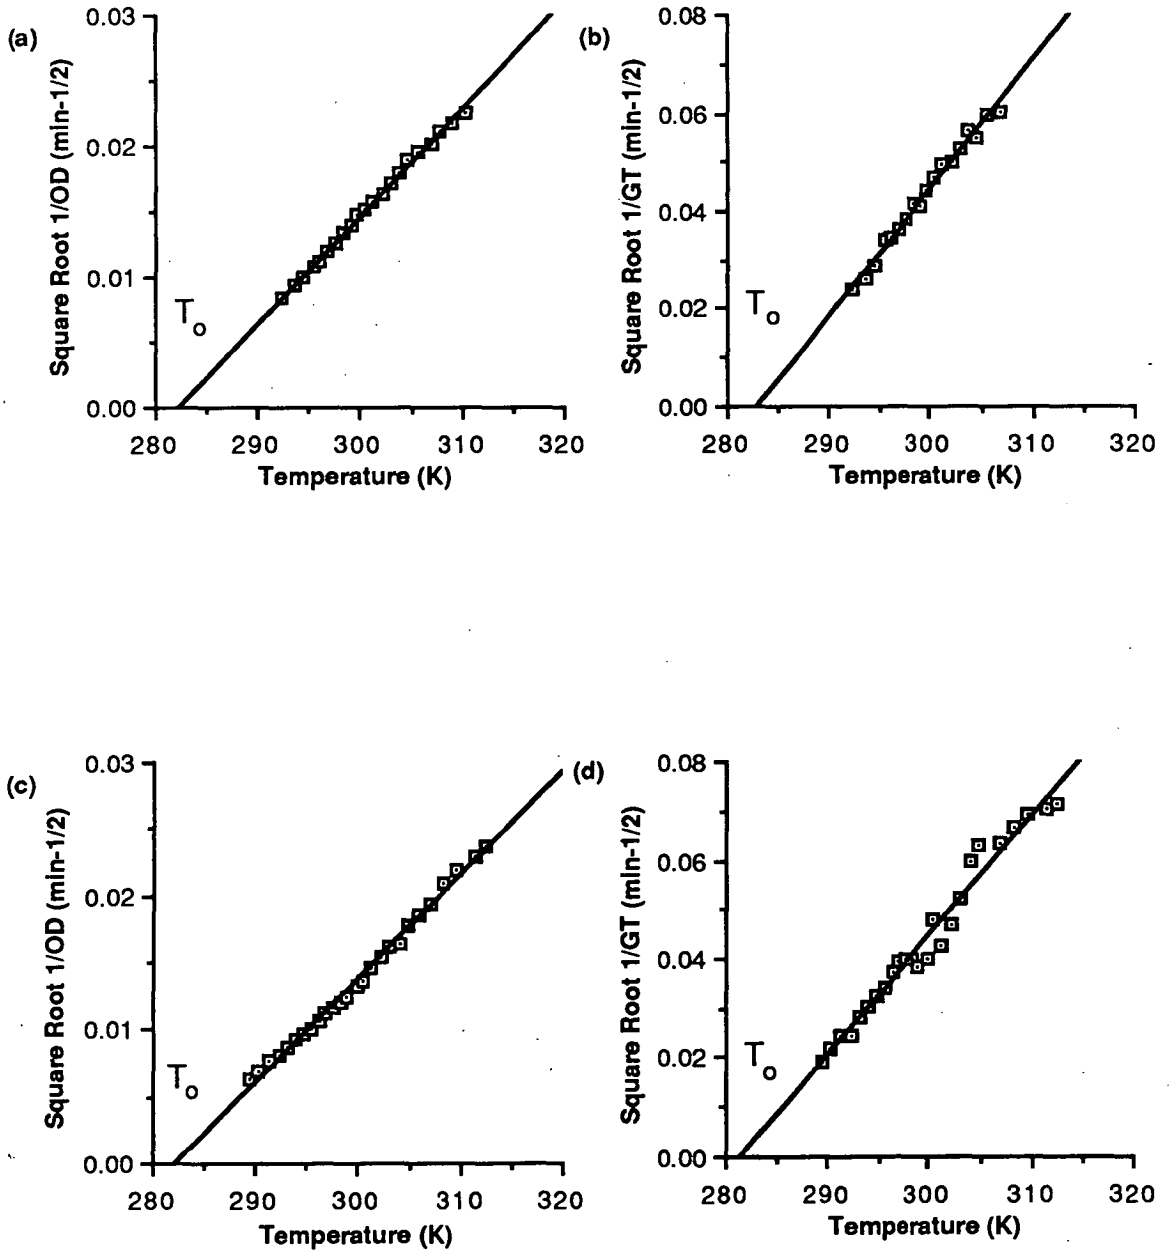 (a)
Square Root 1/OD (min-1/2)
0.03
0.02
0.01
0.00
To
280 290 300 310 320
Temperature (K)
(b)
Square Root 1/GT (min-1/2)
0.08
0.06
0.04
0.02
0.00
To
280 290 300 310 320
Temperature (K)
(c)
Square Root 1/OD (min-1/2)
0.03
0.02
0.01
0.00
To
280 290 300 310 320
Temperature (K)
(d)
Square Root 1/GT (min-1/2)
0.08
0.06
0.04
0.02
0.00
To
280 290 300 310 320
Temperature (K)